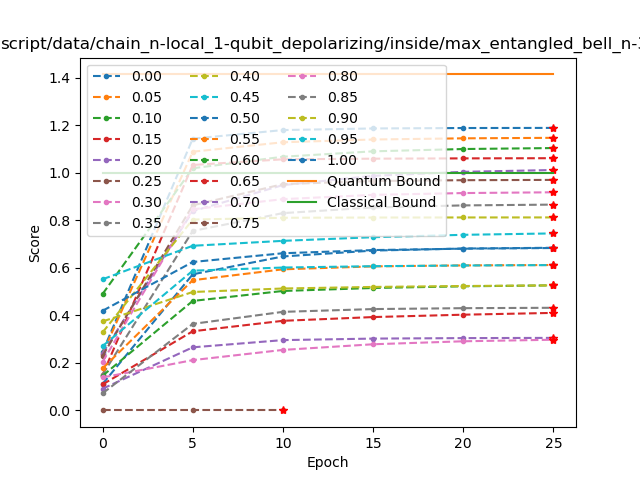 script/data/chain_n-local_1-qubit_depolarizing/inside/max_entangled_bell_n-
1.4
1.2
1.0
0.8
0.6
0.4
0.2
0.0
Score
0.00 0.40 0.80
0.05 0.45 0.85
0.10 0.50 0.90
0.15 0.55 0.95
0.20 0.60 1.00
0.25 0.65 Quantum Bound
0.30 0.70 Classical Bound
0.35 0.75
0 5 10 15 20 25
Epoch